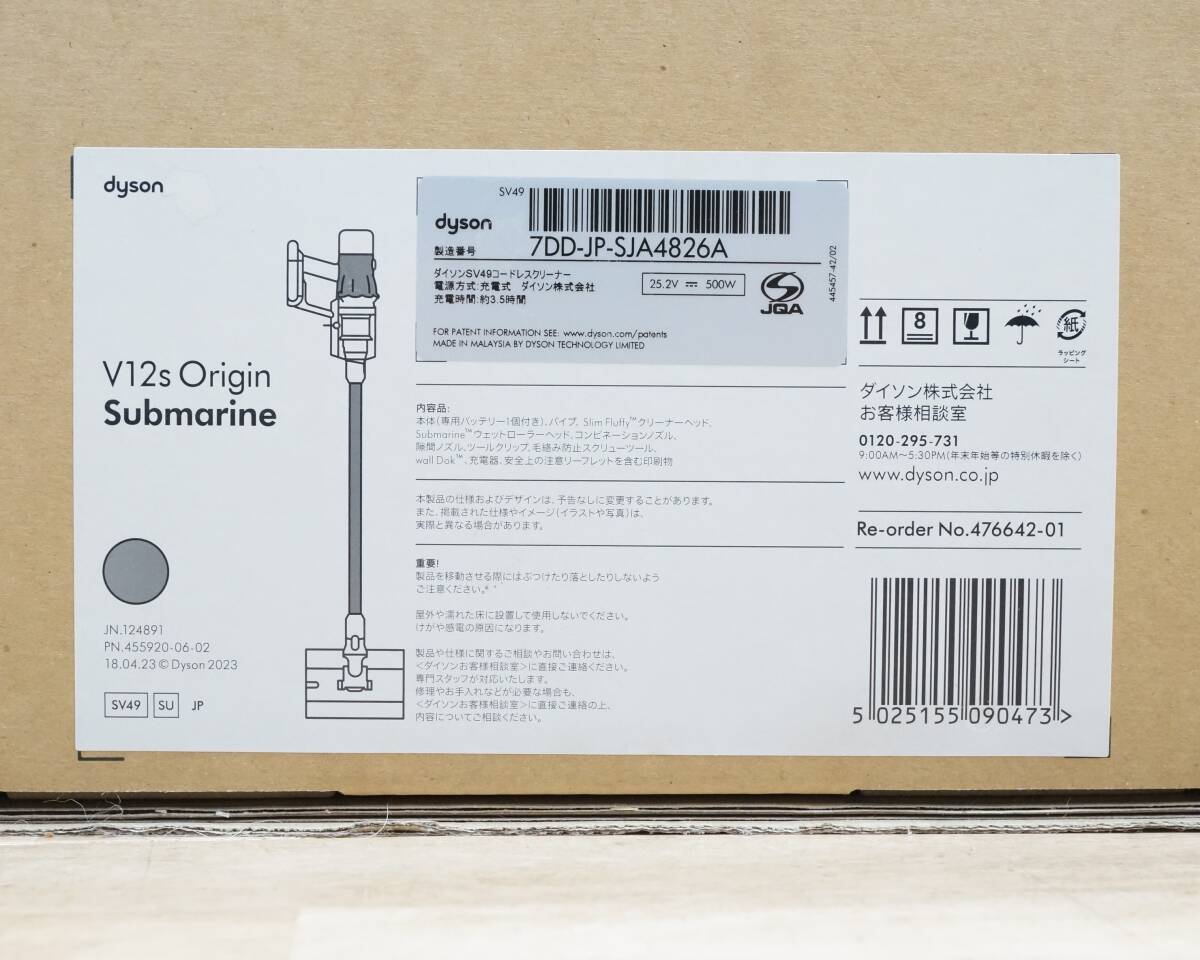 dyson
V12s Origin
Submarine
JN.124891
PN.455920-06-02
18.04.23 © Dyson 2023
SV49 SU JP
SV49
dyson
製造番号 7DD-JP-SJA4826A
ダイソンSV49コードレスクリーナー
電源方式:充電式 ダイソン株式会社
充電時間:約3.5時間
25.2V ⎓ 500W
JQA
445457-42/02
FOR PATENT INFORMATION SEE: www.dyson.com/patents
MADE IN MALAYSIA BY DYSON TECHNOLOGY LIMITED
内容品:
本体(専用バッテリー1個付き)、パイプ、Slim Fluffy™クリーナーヘッド、
Submarine™ウェットローラーヘッド、コンビネーションノズル、
隙間ノズル、ツールクリップ、毛絡み防止スクリューツール、
wall Dok™、充電器、安全上の注意リーフレットを含む印刷物
本製品の仕様およびデザインは、予告なしに変更することがあります。
また、掲載された仕様やイメージ(イラストや写真)は、
実際と異なる場合があります。
重要!
製品を移動させる際にはぶつけたり落としたりしないよう
ご注意ください。
屋外や濡れた床に設置して使用しないでください。
けがや感電の原因になります。
製品や仕様に関するご相談やお問い合わせは、
<ダイソンお客様相談室>に直接ご連絡ください。
専門スタッフが対応いたします。
修理やお手入れなどが必要な場合も、
<ダイソンお客様相談室>に直接ご連絡の上、
内容についてご相談ください。
8
紙
ラッピング
シート
ダイソン株式会社
お客様相談室
0120-295-731
9:00AM〜5:30PM(年末年始等の特別休暇を除く)
www.dyson.co.jp
Re-order No.476642-01
5 025155 090473 >